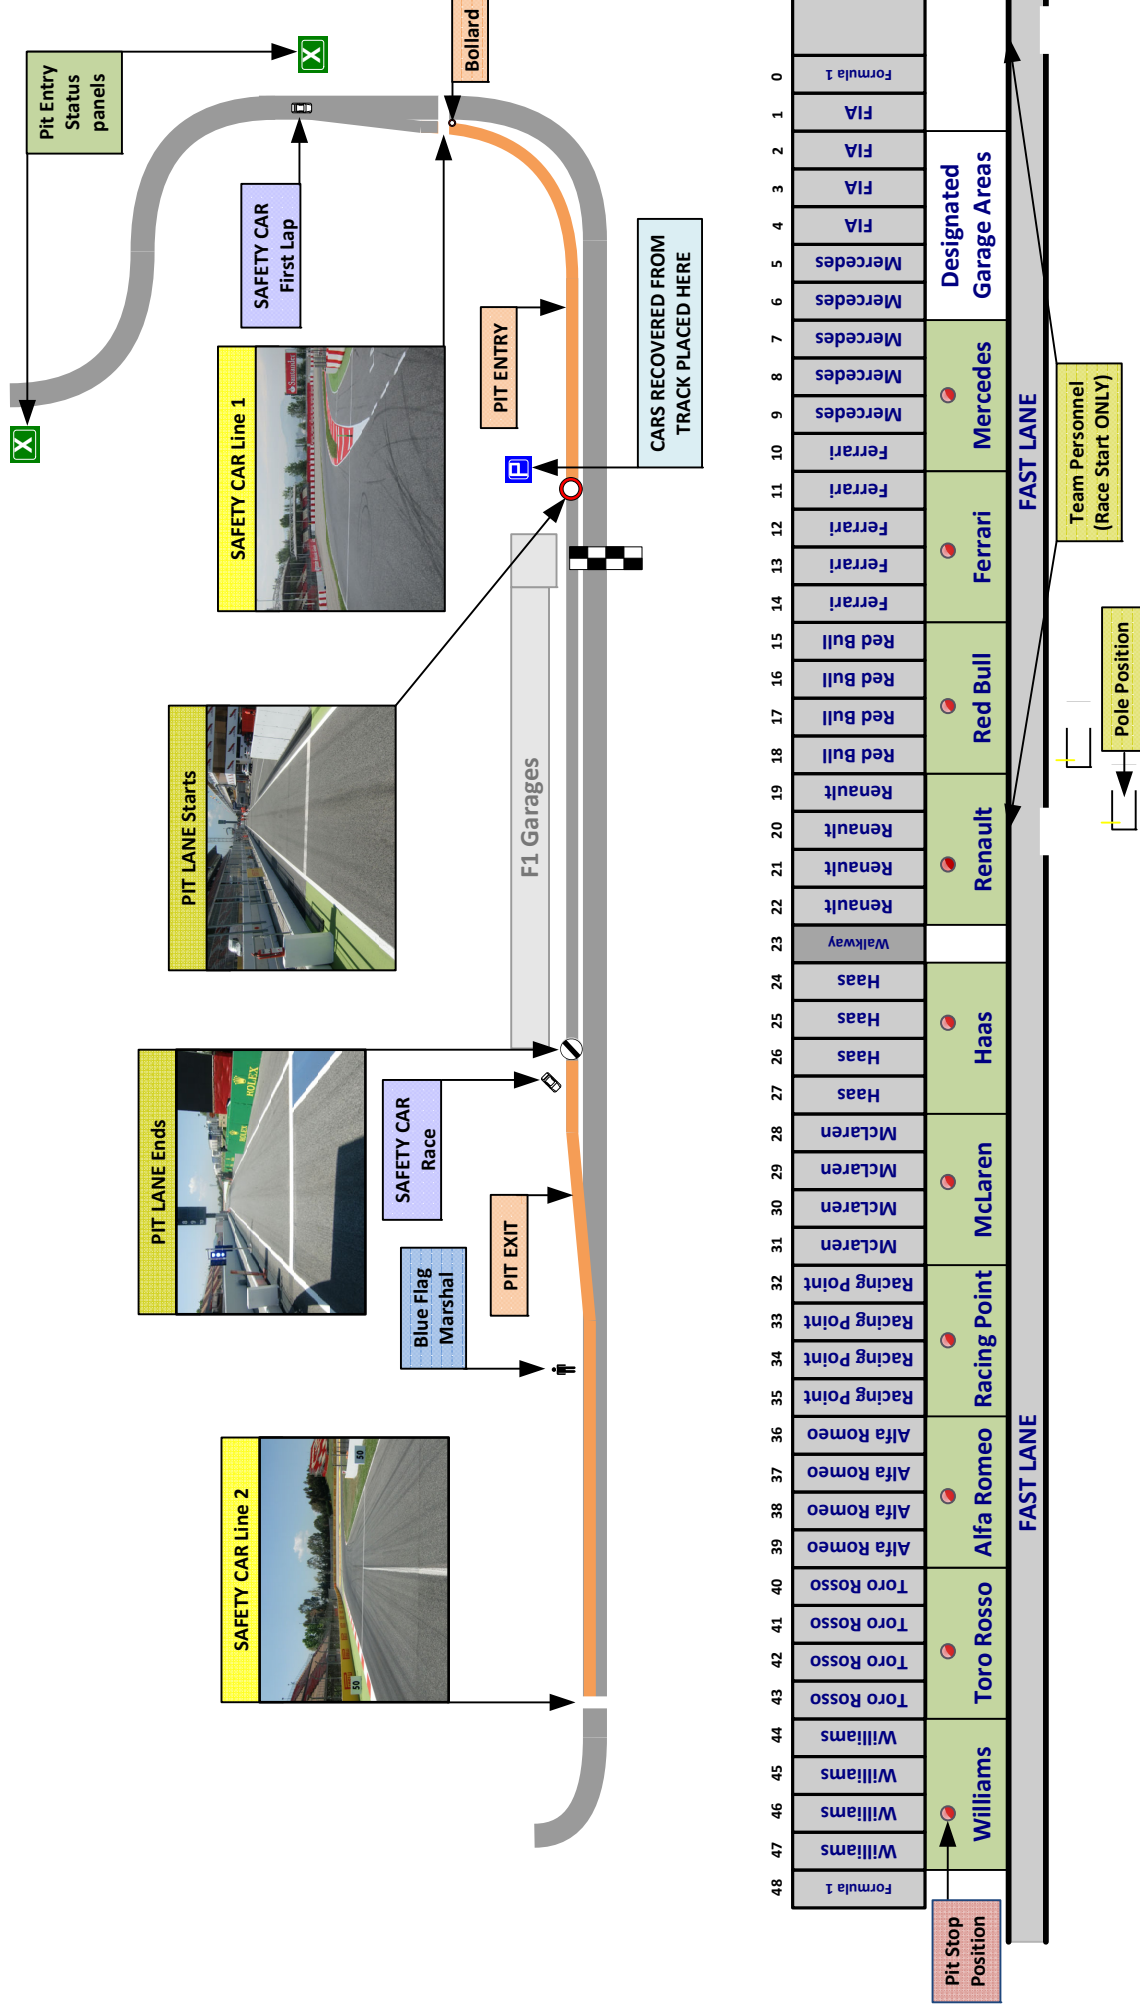 Pit Entry
Status
panels
X
X
Bollard
SAFETY CAR
First Lap
SAFETY CAR Line 1
Santander
PIT ENTRY
CARS RECOVERED FROM
TRACK PLACED HERE
P
PIT LANE Starts
F1 Garages
PIT LANE Ends
ROLEX
ROLEX
SAFETY CAR
Race
PIT EXIT
Blue Flag
Marshal
SAFETY CAR Line 2
50
50
0 Formula 1
1 FIA
2 FIA
3 FIA
4 FIA
5 Mercedes
6 Mercedes
7 Mercedes
8 Mercedes
9 Mercedes
10 Ferrari
11 Ferrari
12 Ferrari
13 Ferrari
14 Ferrari
15 Red Bull
16 Red Bull
17 Red Bull
18 Red Bull
19 Renault
20 Renault
21 Renault
22 Renault
23 Walkway
24 Haas
25 Haas
26 Haas
27 Haas
28 McLaren
29 McLaren
30 McLaren
31 McLaren
32 Racing Point
33 Racing Point
34 Racing Point
35 Racing Point
36 Alfa Romeo
37 Alfa Romeo
38 Alfa Romeo
39 Alfa Romeo
40 Toro Rosso
41 Toro Rosso
42 Toro Rosso
43 Toro Rosso
44 Williams
45 Williams
46 Williams
47 Williams
48 Formula 1
Designated
Garage Areas
Mercedes
Ferrari
Red Bull
Renault
Haas
McLaren
Racing Point
Alfa Romeo
Toro Rosso
Williams
FAST LANE
FAST LANE
Team Personnel
(Race Start ONLY)
Pole Position
Pit Stop
Position